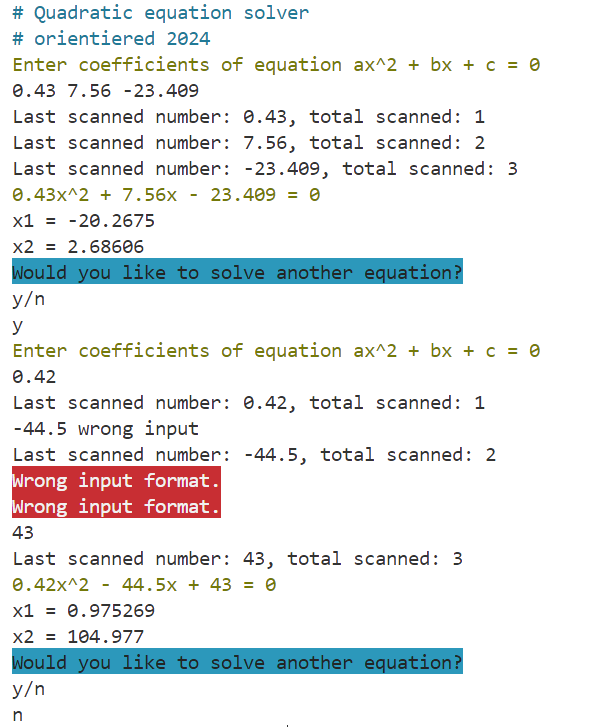 # Quadratic equation solver
# orientiered 2024
Enter coefficients of equation ax^2 + bx + c = 0
0.43 7.56 -23.409
Last scanned number: 0.43, total scanned: 1
Last scanned number: 7.56, total scanned: 2
Last scanned number: -23.409, total scanned: 3
0.43x^2 + 7.56x - 23.409 = 0
x1 = -20.2675
x2 = 2.68606
Would you like to solve another equation?
y/n
y
Enter coefficients of equation ax^2 + bx + c = 0
0.42
Last scanned number: 0.42, total scanned: 1
-44.5 wrong input
Last scanned number: -44.5, total scanned: 2
Wrong input format.
Wrong input format.
43
Last scanned number: 43, total scanned: 3
0.42x^2 - 44.5x + 43 = 0
x1 = 0.975269
x2 = 104.977
Would you like to solve another equation?
y/n
n